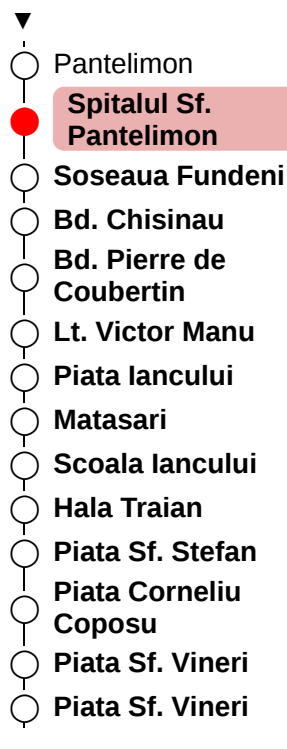 Pantelimon
Spitalul Sf.
Pantelimon
Soseaua Fundeni
Bd. Chisinau
Bd. Pierre de
Coubertin
Lt. Victor Manu
Piata Iancului
Matasari
Scoala Iancului
Hala Traian
Piata Sf. Stefan
Piata Corneliu
Coposu
Piata Sf. Vineri
Piata Sf. Vineri